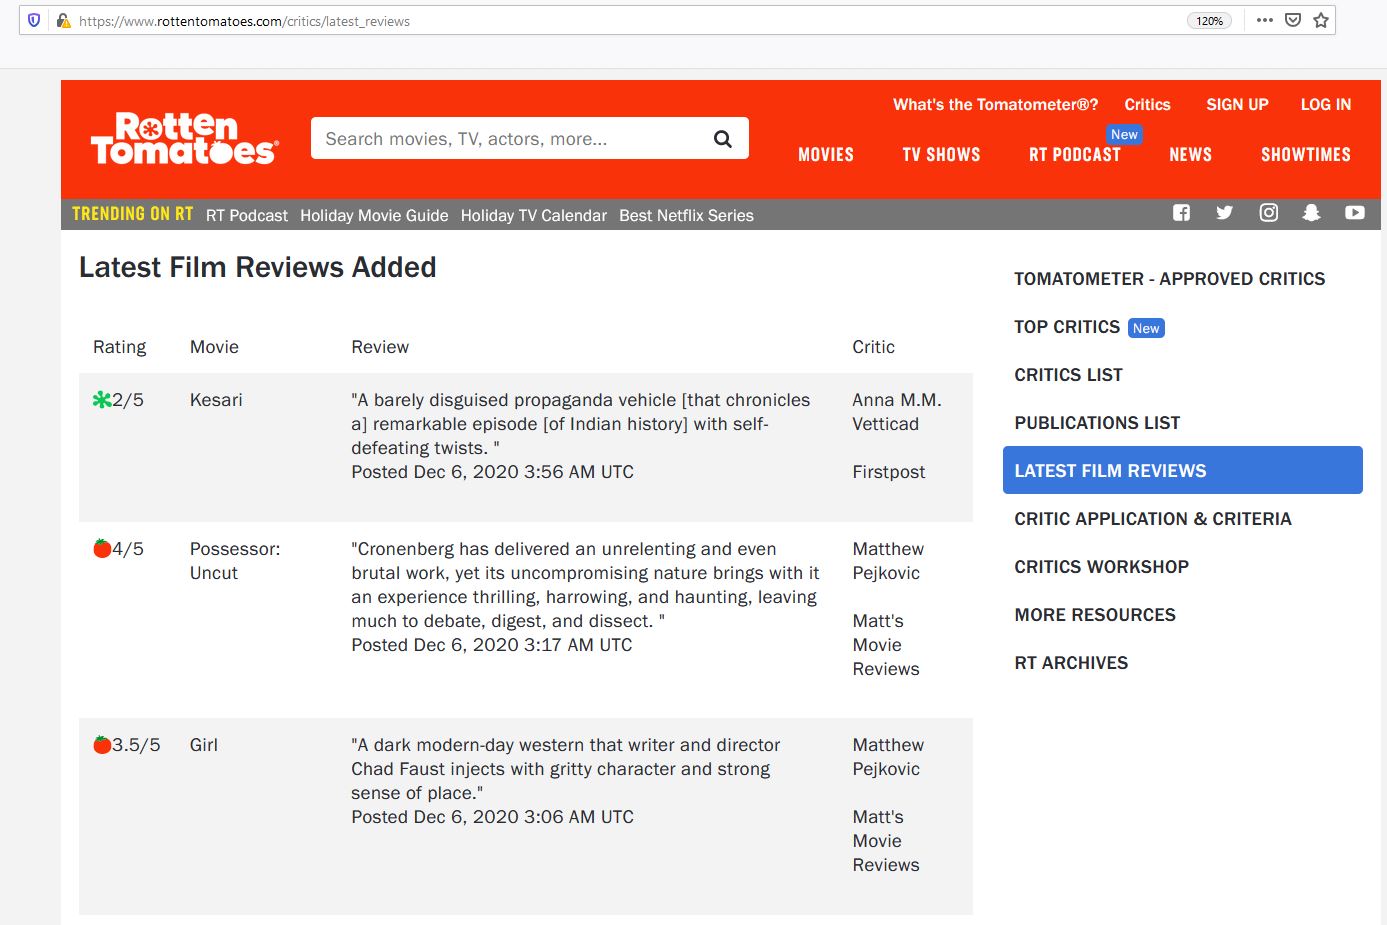 https://www.rottentomatoes.com/critics/latest_reviews
120%
What's the Tomatometer®?
Critics
SIGN UP
LOG IN
Rotten
Tomatoes®
Search movies, TV, actors, more...
New
MOVIES
TV SHOWS
RT PODCAST
NEWS
SHOWTIMES
TRENDING ON RT
RT Podcast
Holiday Movie Guide
Holiday TV Calendar
Best Netflix Series
Latest Film Reviews Added
Rating
Movie
Review
Critic
2/5
Kesari
"A barely disguised propaganda vehicle [that chronicles
a] remarkable episode [of Indian history] with self-
defeating twists. "
Posted Dec 6, 2020 3:56 AM UTC
Anna M.M.
Vetticad
Firstpost
4/5
Possessor:
Uncut
"Cronenberg has delivered an unrelenting and even
brutal work, yet its uncompromising nature brings with it
an experience thrilling, harrowing, and haunting, leaving
much to debate, digest, and dissect. "
Posted Dec 6, 2020 3:17 AM UTC
Matthew
Pejkovic
Matt's
Movie
Reviews
3.5/5
Girl
"A dark modern-day western that writer and director
Chad Faust injects with gritty character and strong
sense of place."
Posted Dec 6, 2020 3:06 AM UTC
Matthew
Pejkovic
Matt's
Movie
Reviews
TOMATOMETER - APPROVED CRITICS
TOP CRITICS New
CRITICS LIST
PUBLICATIONS LIST
LATEST FILM REVIEWS
CRITIC APPLICATION & CRITERIA
CRITICS WORKSHOP
MORE RESOURCES
RT ARCHIVES